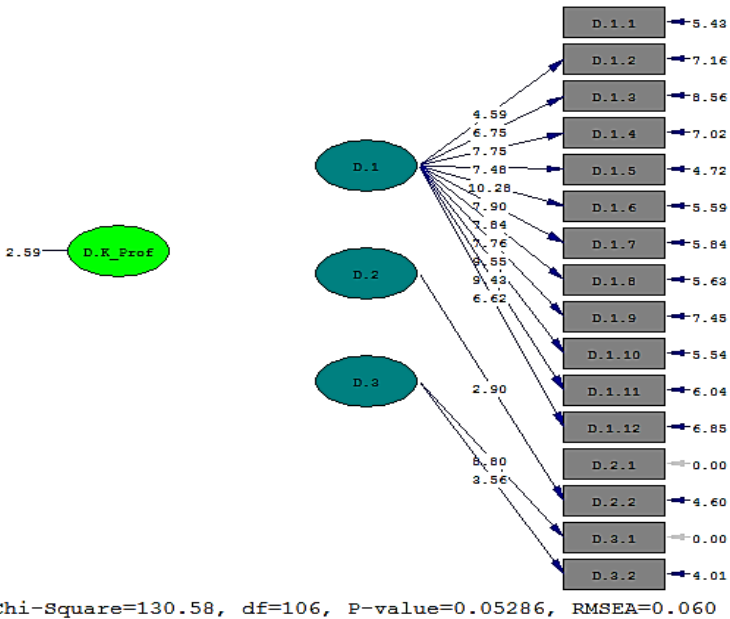 D.1.1
5.43
D.1.2
7.16
D.1.3
8.56
4.59
6.75
D.1.4
7.02
7.75
D.1
7.48
D.1.5
4.72
10.28
7.90
D.1.6
5.59
D.1.7
5.84
7.76
2.59
D.K_Prof
D.2
9.43
D.1.8
5.63
6.62
D.1.9
7.45
D.1.10
5.54
D.3
2.90
D.1.11
6.04
D.1.12
6.85
8.80
D.2.1
0.00
3.56
D.2.2
4.60
D.3.1
0.00
D.3.2
4.01
Chi-Square=130.58, df=106, P-value=0.05286, RMSEA=0.060